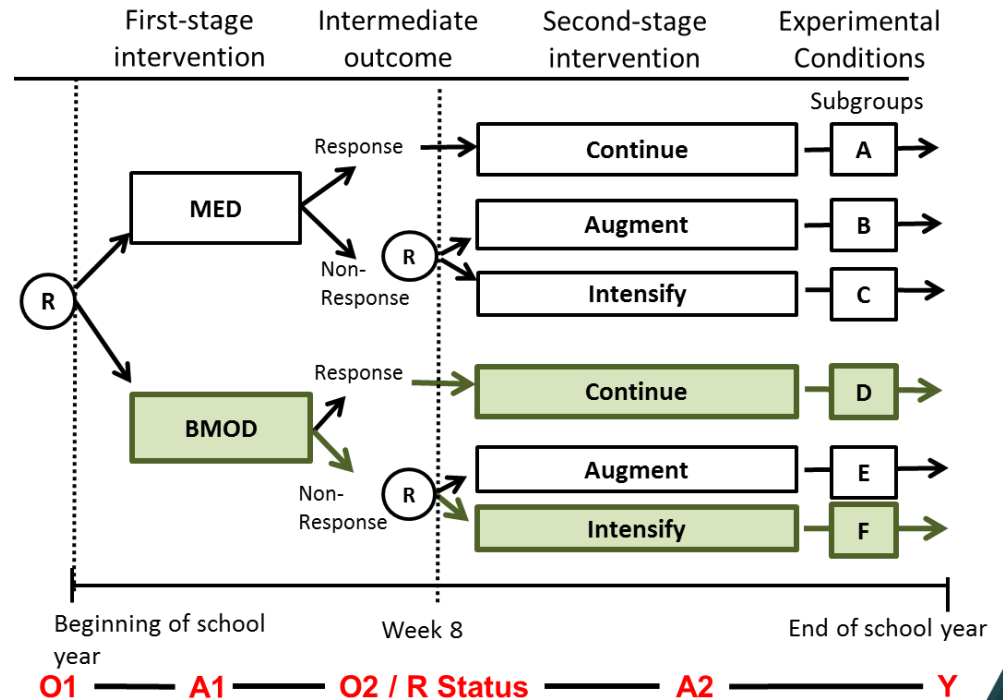 First-stage
intervention
Intermediate
outcome
Second-stage
intervention
Experimental
Conditions
Subgroups
Response
Continue
A
MED
Augment
B
Non-
Response
R
Intensify
C
R
Response
Continue
D
BMOD
Augment
E
Non-
Response
R
Intensify
F
Beginning of school
year
Week 8
End of school year
O1
A1
O2 / R Status
A2
Y